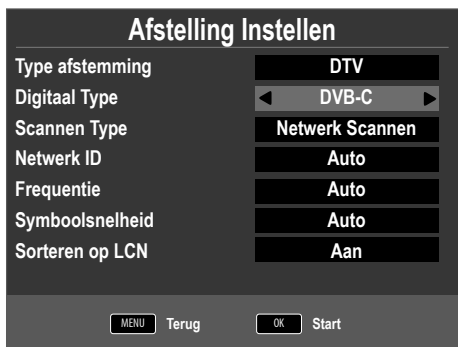 Afstelling Instellen
Type afstemming DTV
Digitaal Type DVB-C
Scannen Type Netwerk Scannen
Netwerk ID Auto
Frequentie Auto
Symboolsnelheid Auto
Sorteren op LCN Aan
MENU Terug OK Start